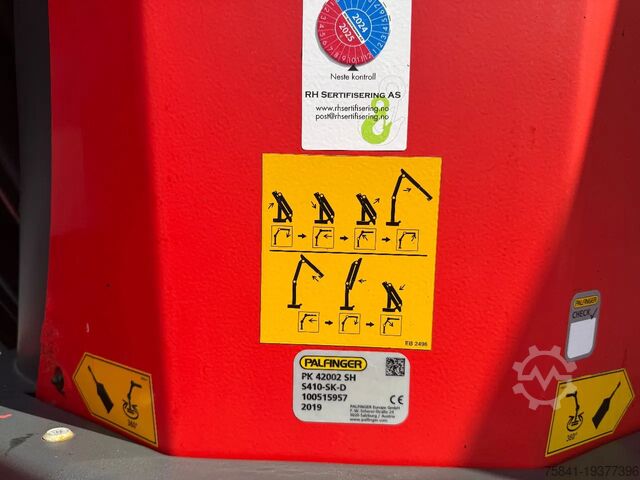 2024
2025
Neste kontroll
RH SERTIFISERING AS
www.rhsertifisering.no
post@rhsertifisering.no
EB 2496
PALFINGER
CHECK
PALFINGER
PK 42002 SH
S410-SK-D
100515957
2019
PALFINGER Europe GmbH
F. W. Scherer-Straße 24
5020 Salzburg / Austria
www.palfinger.com
CE
360°
360°
75841-19377396